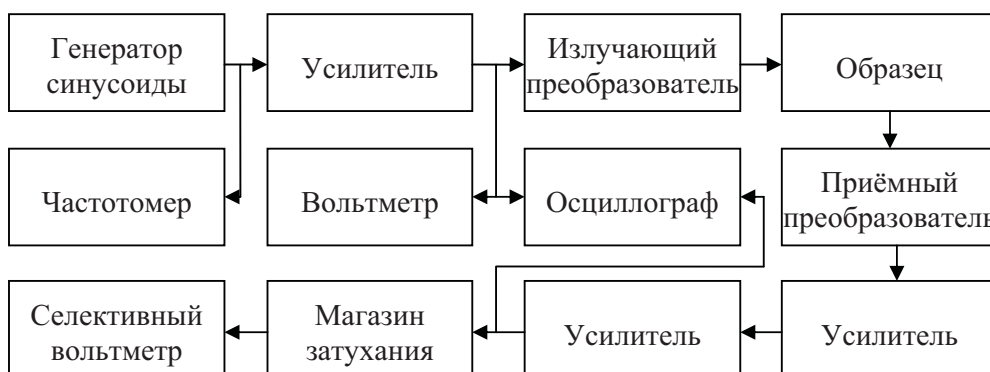 Генератор
синусоиды
Усилитель
Излучающий
преобразователь
Образец
Частотомер
Вольтметр
Осциллограф
Приёмный
преобразователь
Селективный
вольтметр
Магазин
затухания
Усилитель
Усилитель